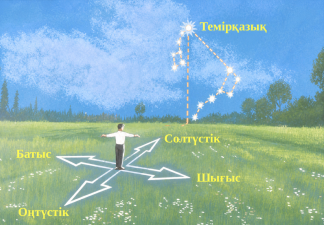 Темірқазық
Солтүстік
Батыс
Шығыс
Оңтүстік